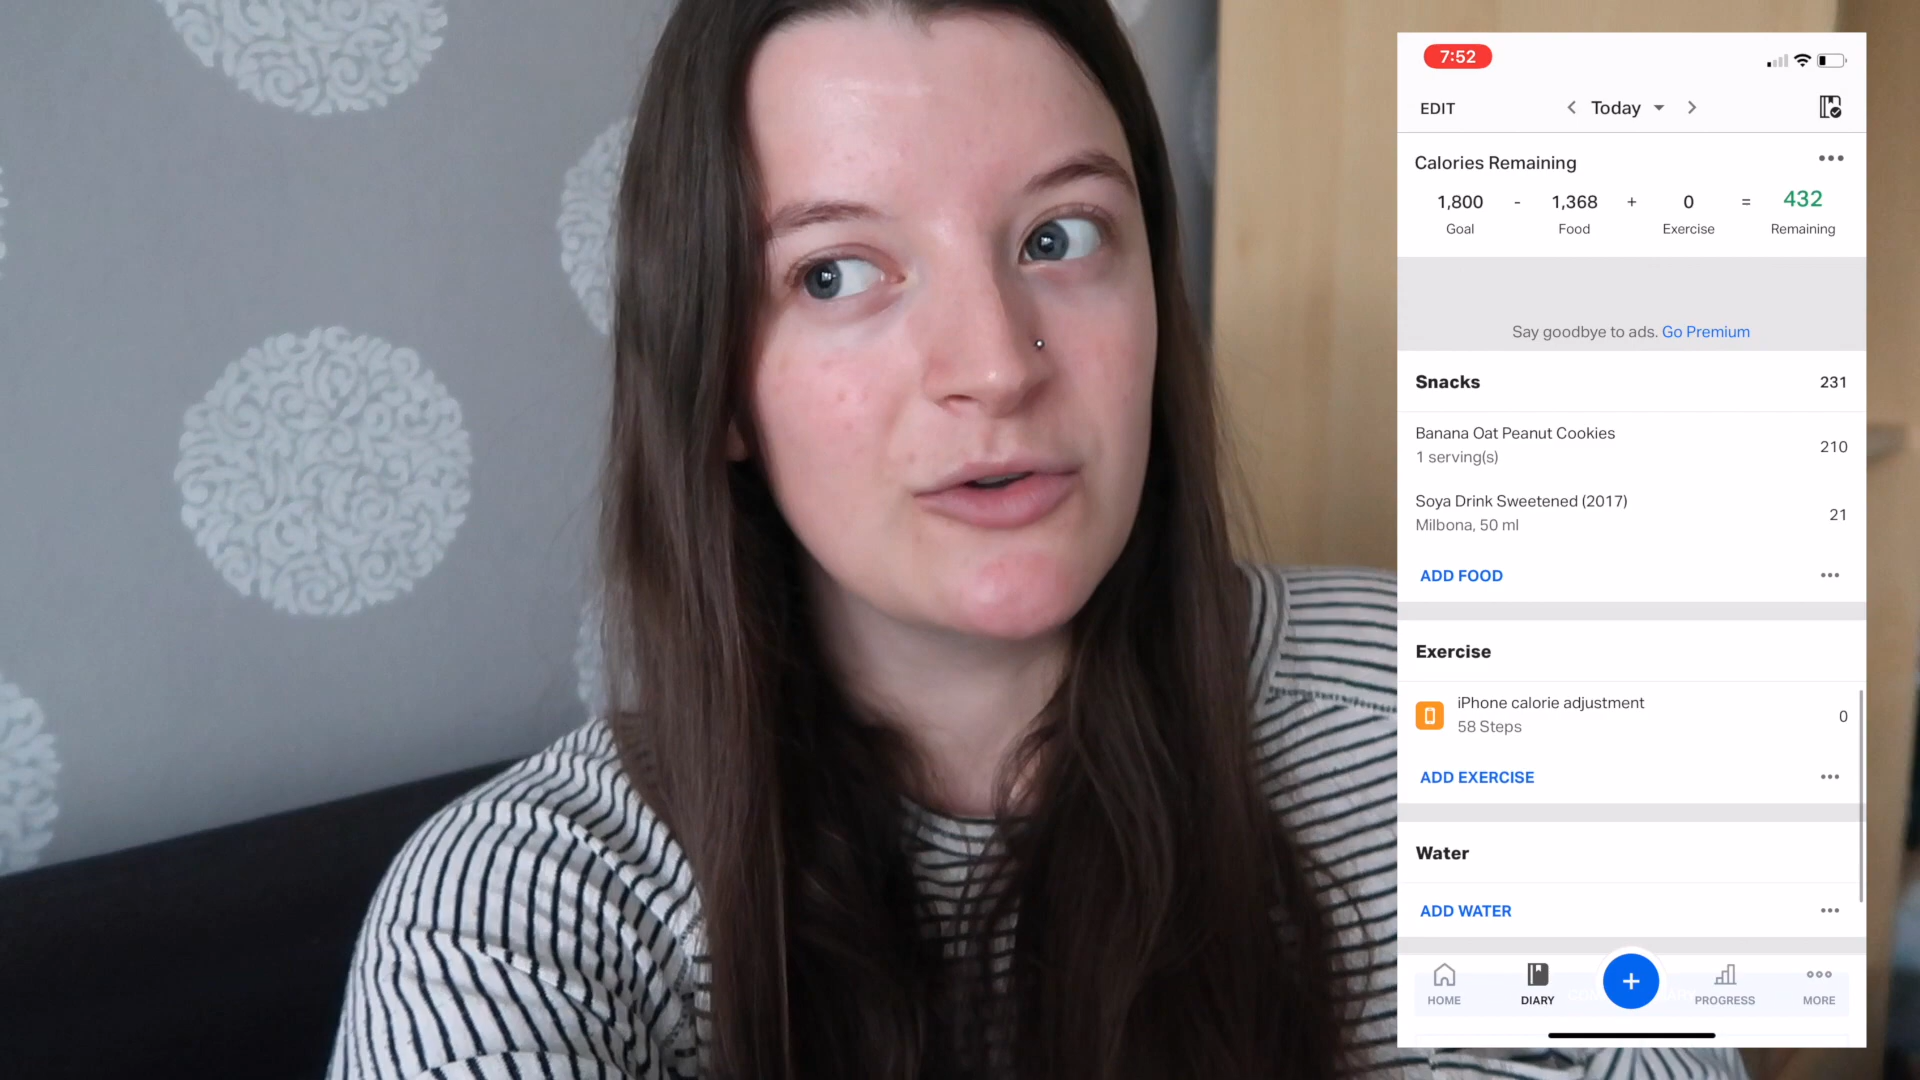 7:52
EDIT
Today
Calories Remaining
1,800 - 1,368 + 0 = 432
Goal Food Exercise Remaining
Say goodbye to ads. Go Premium
Snacks 231
Banana Oat Peanut Cookies 210
1 serving(s)
Soya Drink Sweetened (2017) 21
Milbona, 50 ml
ADD FOOD
Exercise
iPhone calorie adjustment 0
58 Steps
ADD EXERCISE
Water
ADD WATER
HOME DIARY + PROGRESS MORE